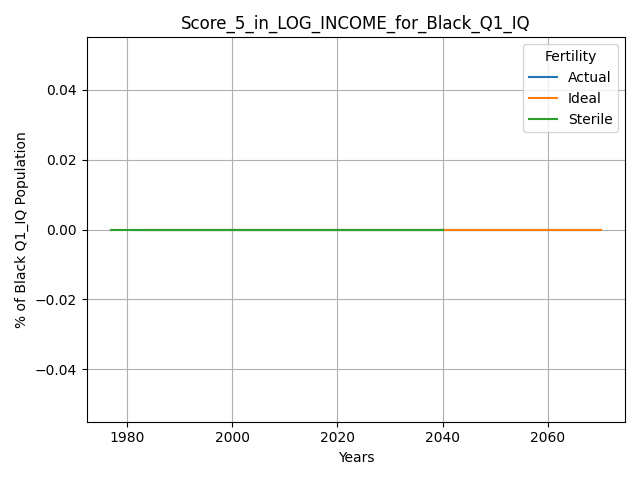 Score_5_in_LOG_INCOME_for_Black_Q1_IQ
Fertility
Actual
Ideal
Sterile
% of Black Q1_IQ Population
0.04
0.02
0.00
−0.02
−0.04
1980
2000
2020
2040
2060
Years